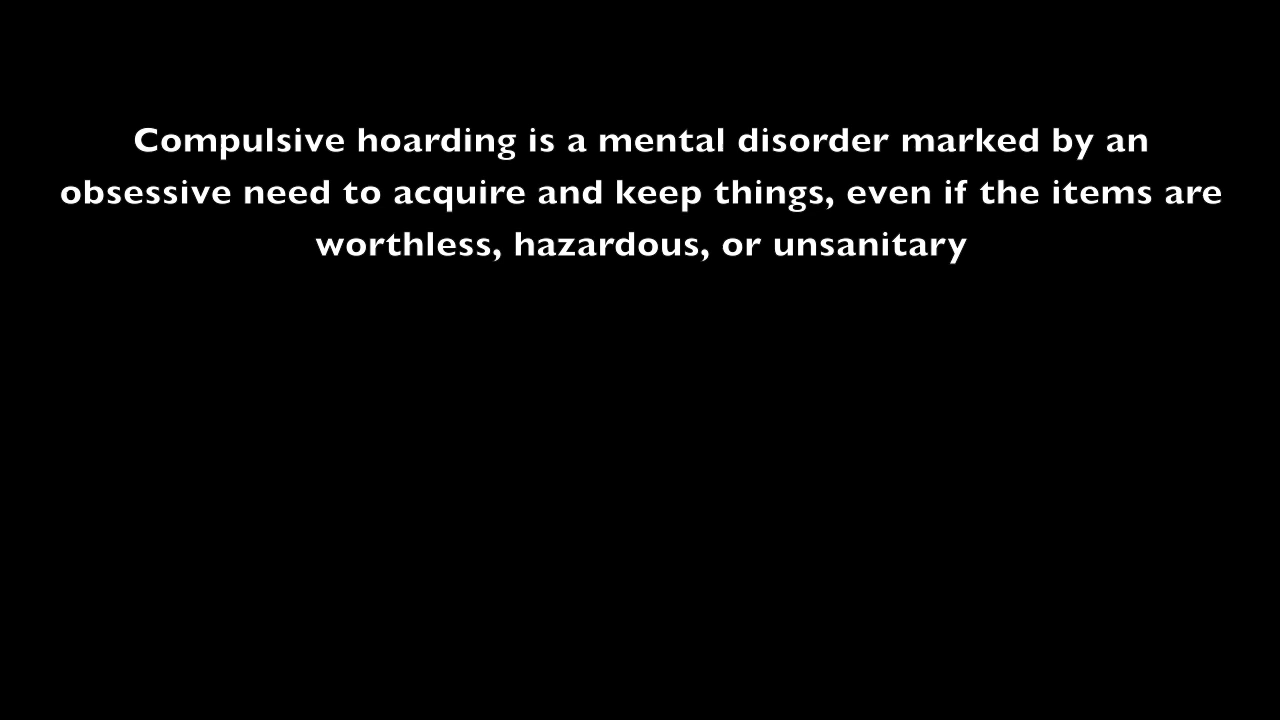 Compulsive hoarding is a mental disorder marked by an
obsessive need to acquire and keep things, even if the items are
worthless, hazardous, or unsanitary